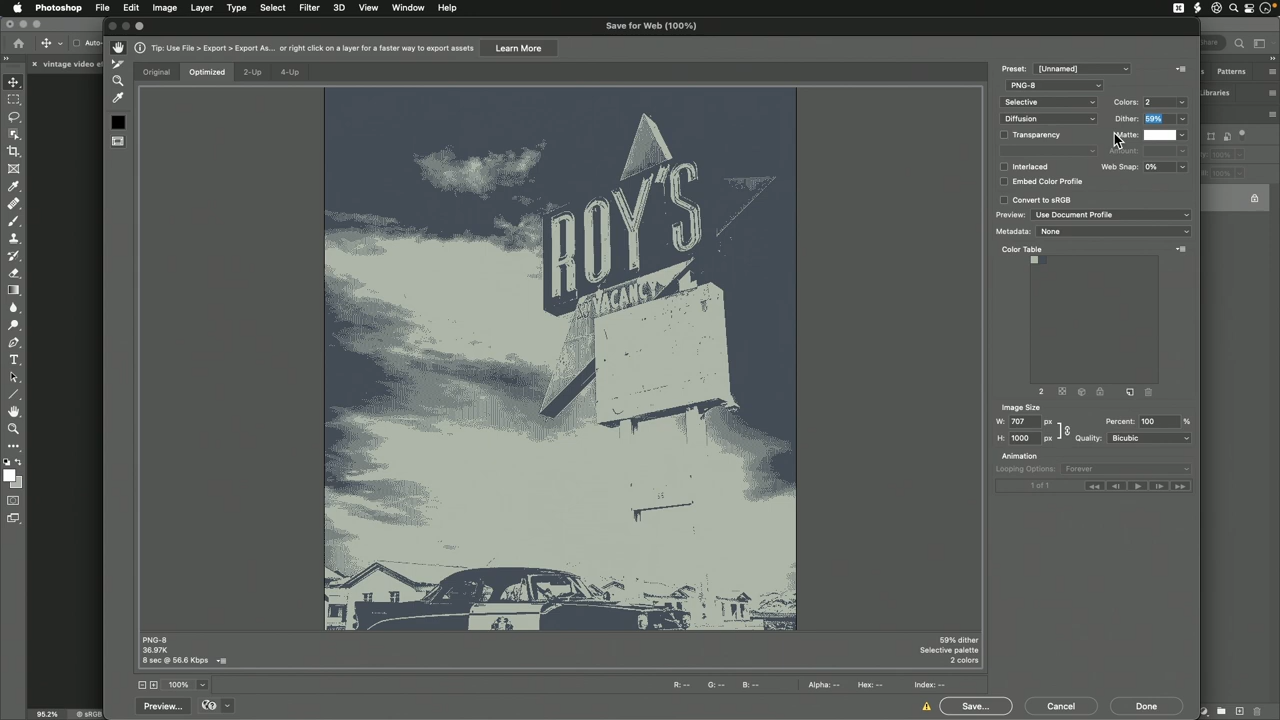 Photoshop File Edit Image Layer Type Select Filter 3D View Window Help
Save for Web (100%)
Auto-
Tip: Use File > Export > Export As... or right click on a layer for a faster way to export assets
Learn More
hare
vintage video e
Original Optimized 2-Up 4-Up
Preset: [Unnamed]
Patterns
PNG-8
ibraries
Selective Colors: 2
Diffusion Dither: 59%
Transparency Matte:
Amount:
Interlaced Web Snap: 0%
Embed Color Profile
Convert to sRGB
Preview: Use Document Profile
Metadata: None
Color Table
ROY'S
VACANCY
2
Image Size
W: 707 px Percent: 100 %
H: 1000 px Quality: Bicubic
Animation
Looping Options: Forever
1 of 1
PNG-8
36.97K
8 sec @ 56.6 Kbps
59% dither
Selective palette
2 colors
100%
R: -- G: -- B: -- Alpha: -- Hex: -- Index: --
Preview... Save... Cancel Done
95.2% sRGB